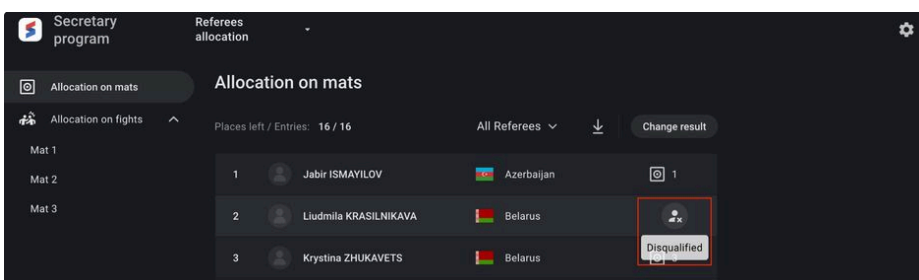 Secretary
program
Referees
allocation
Allocation on mats
Allocation on fights
Mat 1
Mat 2
Mat 3
Allocation on mats
Places left / Entries: 16 / 16
All Referees
Change result
1 Jabir ISMAYILOV Azerbaijan 1
2 Liudmila KRASILNIKAVA Belarus
Disqualified
3 Krystina ZHUKAVETS Belarus 3